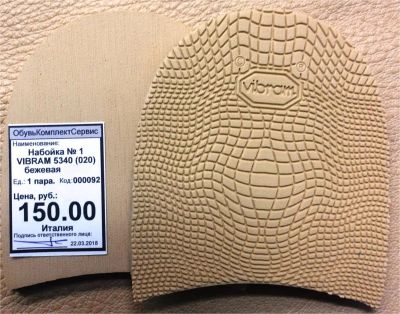 vibram
ОбувьКомплектСервис
Наименование:
Набойка № 1
VIBRAM 5340 (020)
бежевая
Ед.: 1 пара. Код: 000092
Цена, руб.:
150.00
Италия
Подпись ответственного лица:
22.03.2018